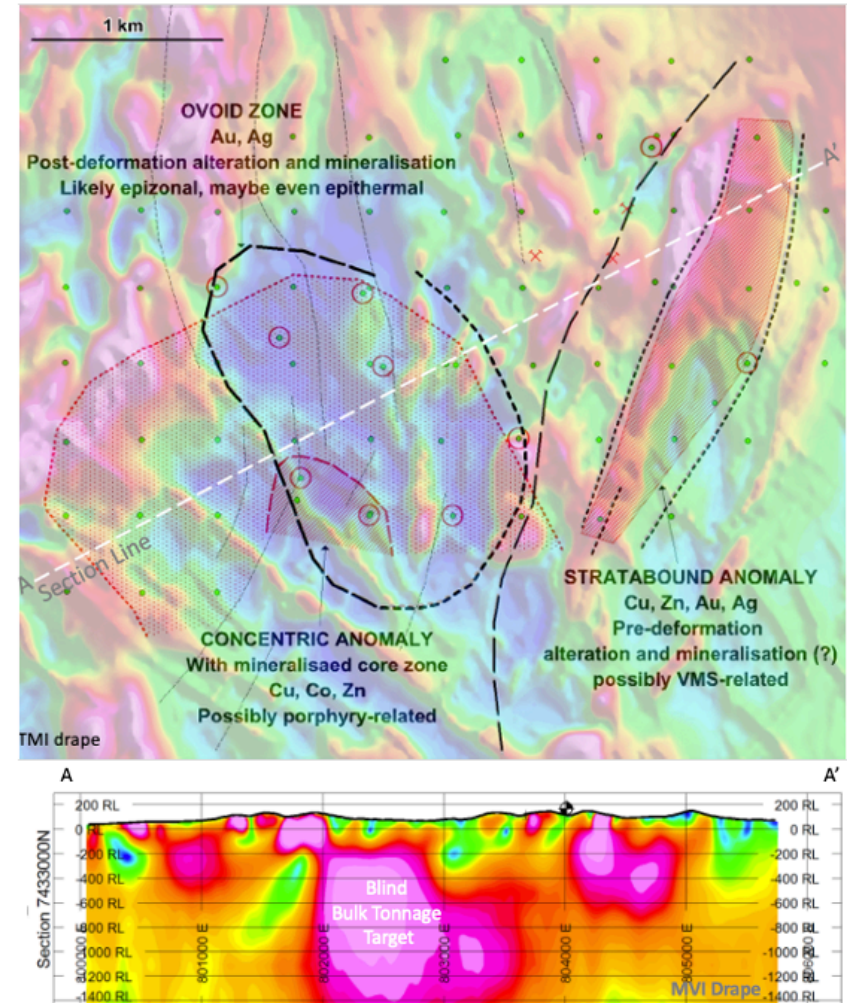 1 km
OVOID ZONE
Au, Ag
Post-deformation alteration and mineralisation
Likely epizonal, maybe even epithermal
A'
A
Section Line
STRATABOUND ANOMALY
Cu, Zn, Au, Ag
Pre-deformation
alteration and mineralisation (?)
possibly VMS-related
CONCENTRIC ANOMALY
With mineralisaed core zone
Cu, Co, Zn
Possibly porphyry-related
TMI drape
A A'
200 RL 200 RL
0 RL 0 RL
-200 RL -200 RL
-400 RL -400 RL
-600 RL -600 RL
-800 RL -800 RL
-1000 RL -1000 RL
-1200 RL -1200 RL
-1400 RL -1400 RL
Section 7433000N
800000 E
801000 E
802000 E
803000 E
804000 E
805000 E
Blind
Bulk Tonnage
Target
MVI Drape